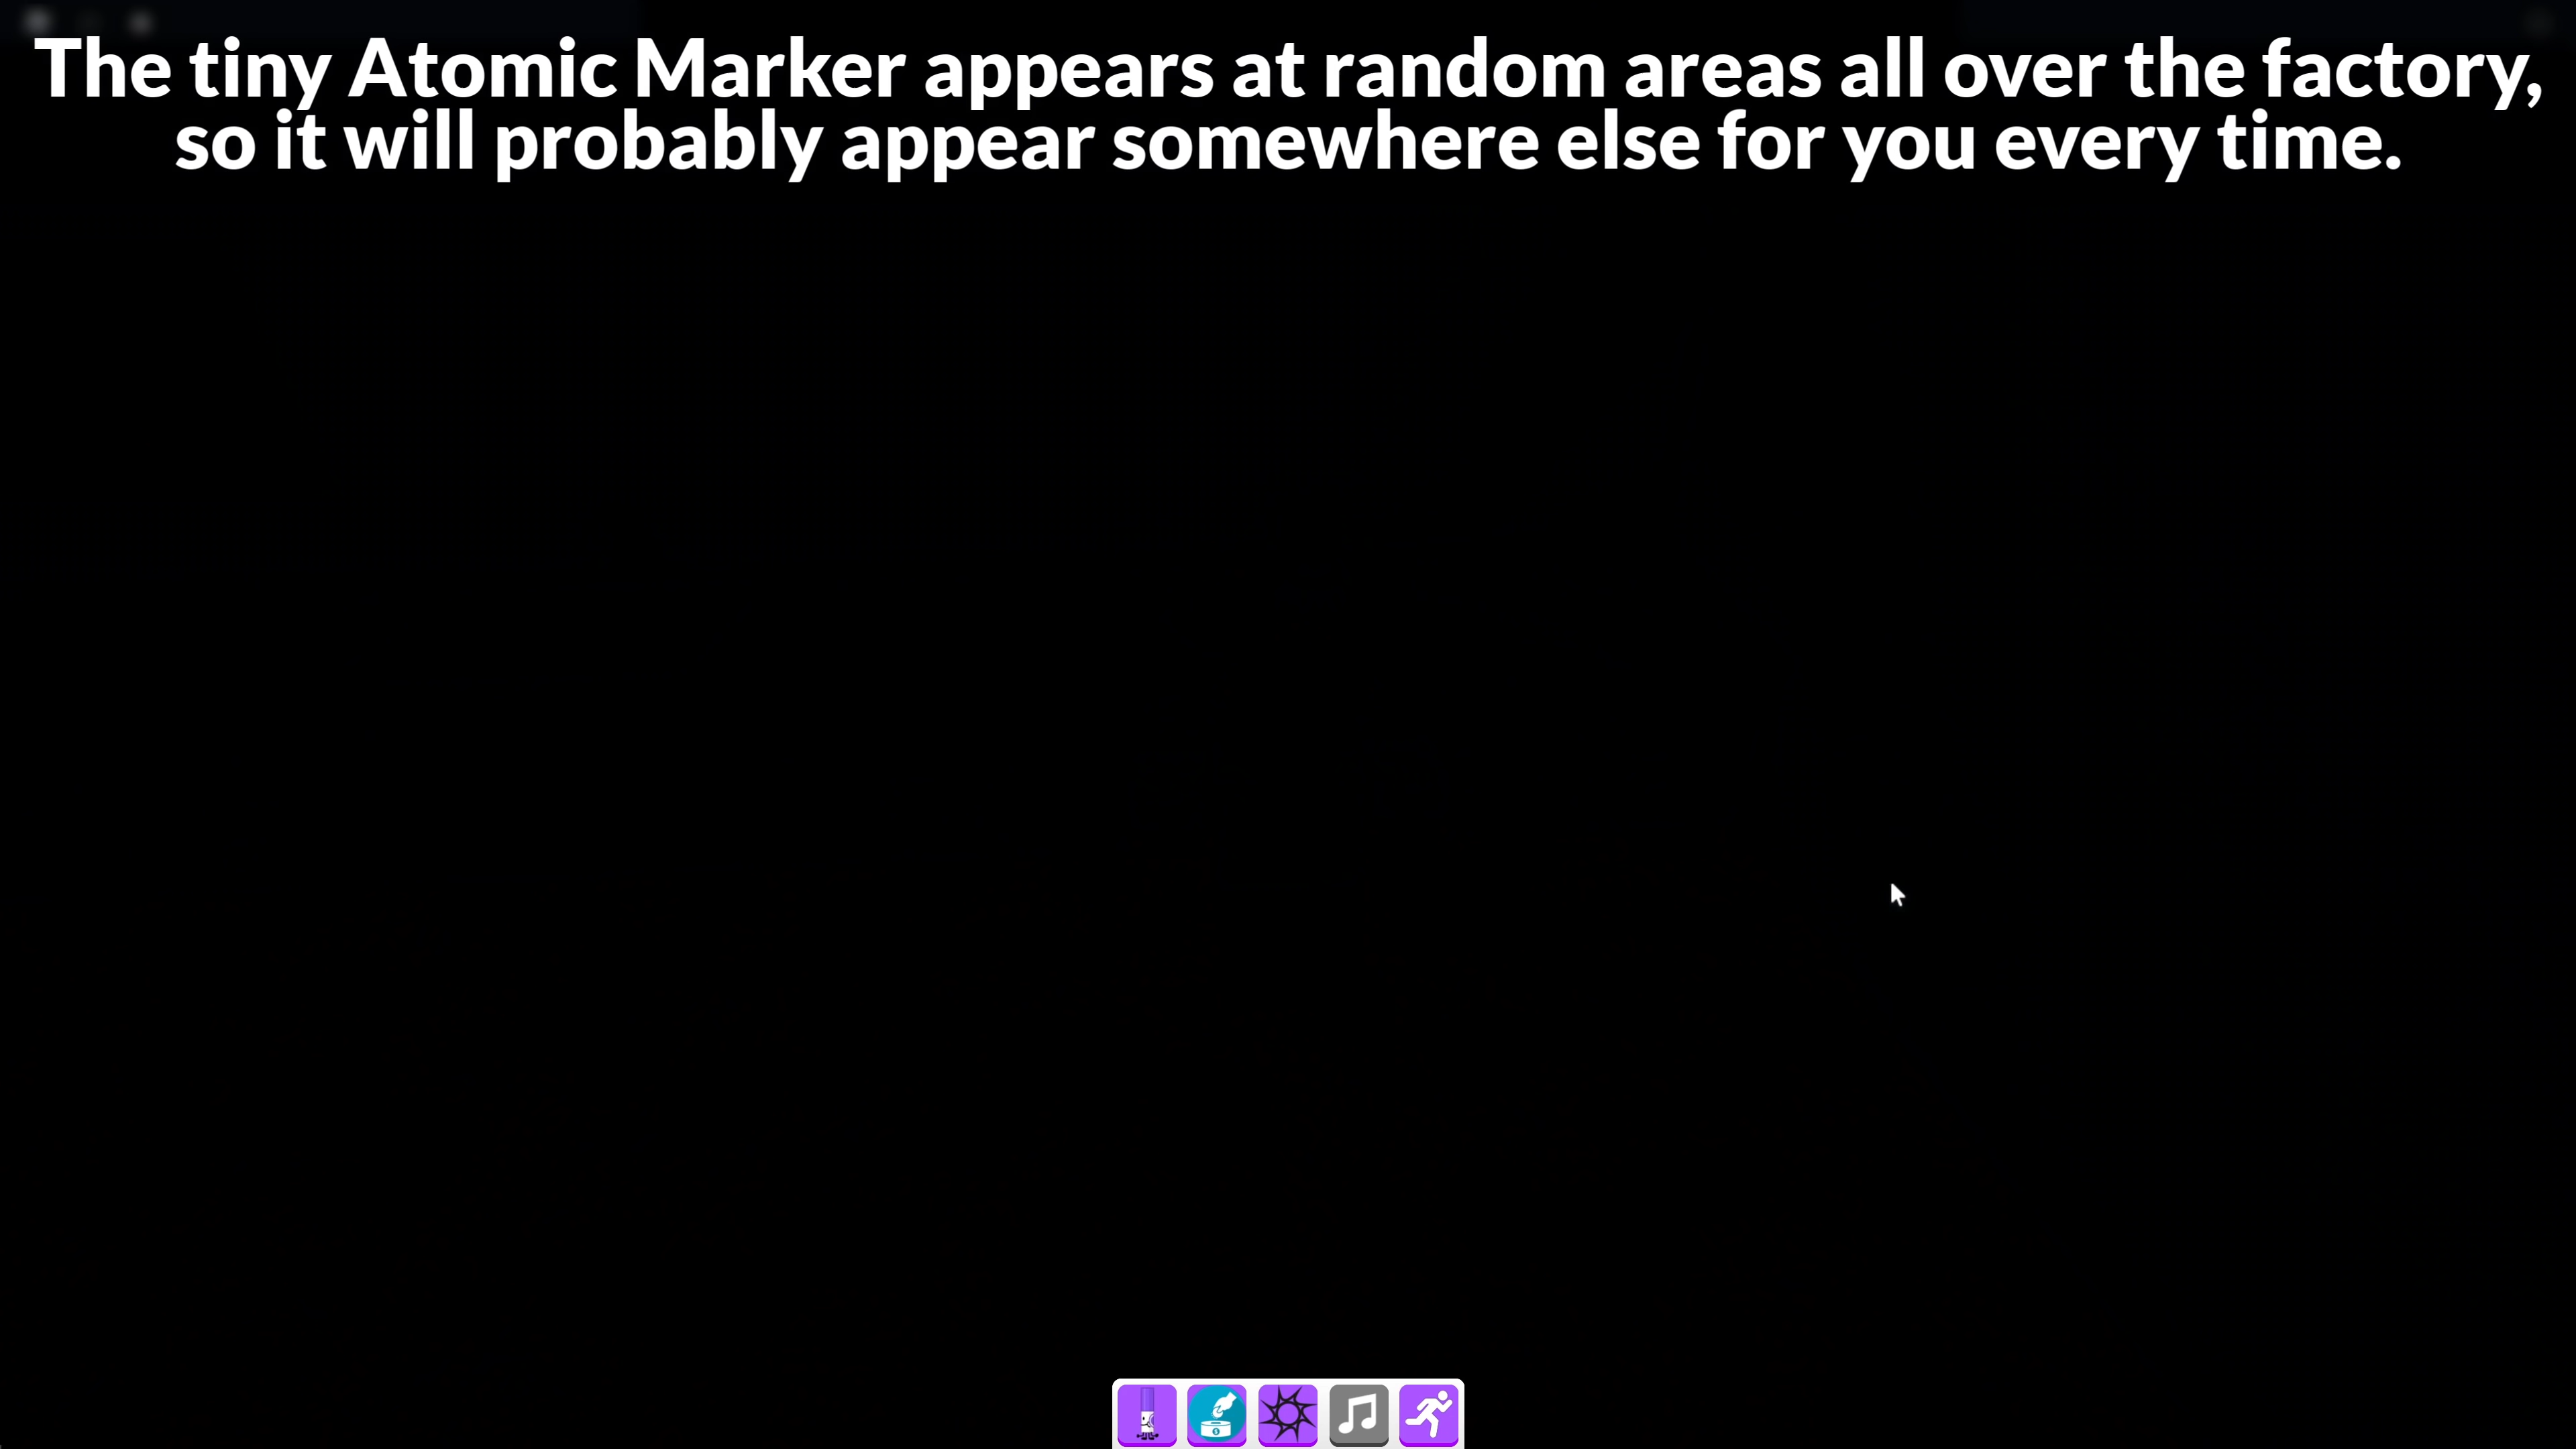 The tiny Atomic Marker appears at random areas all over the factory,
so it will probably appear somewhere else for you every time.